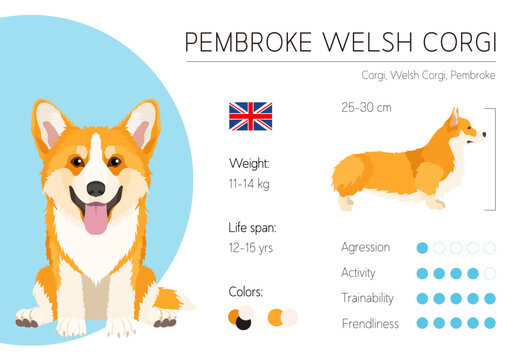 PEMBROKE WELSH CORGI
Corgi, Welsh Corgi, Pembroke
25-30 cm
Weight:
11-14 kg
Life span:
12-15 yrs
Colors:
Agression
Activity
Trainability
Frendliness